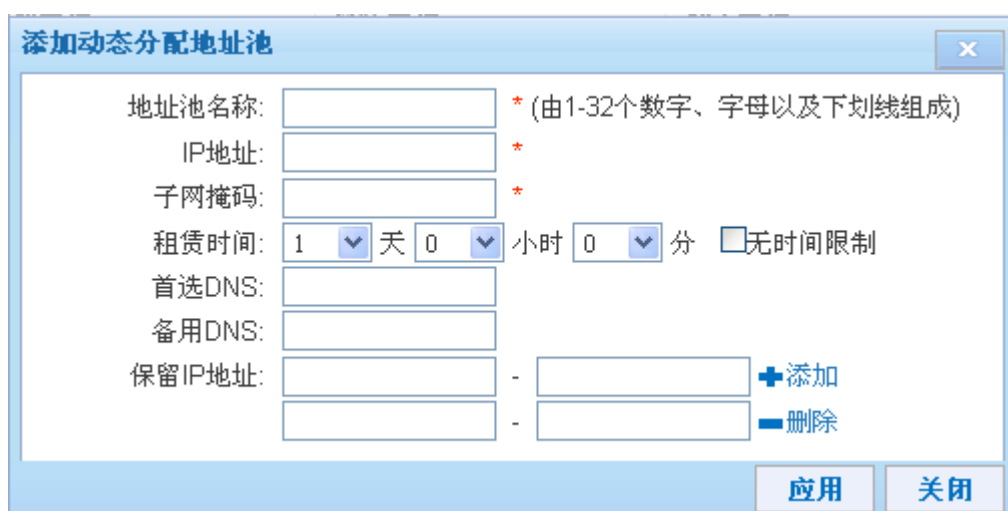 添加动态分配地址池
地址池名称: * (由1-32个数字、字母以及下划线组成)
IP地址: *
子网掩码: *
租赁时间: 1 天 0 小时 0 分 无时间限制
首选DNS:
备用DNS:
保留IP地址: - 添加
- 删除
应用 关闭